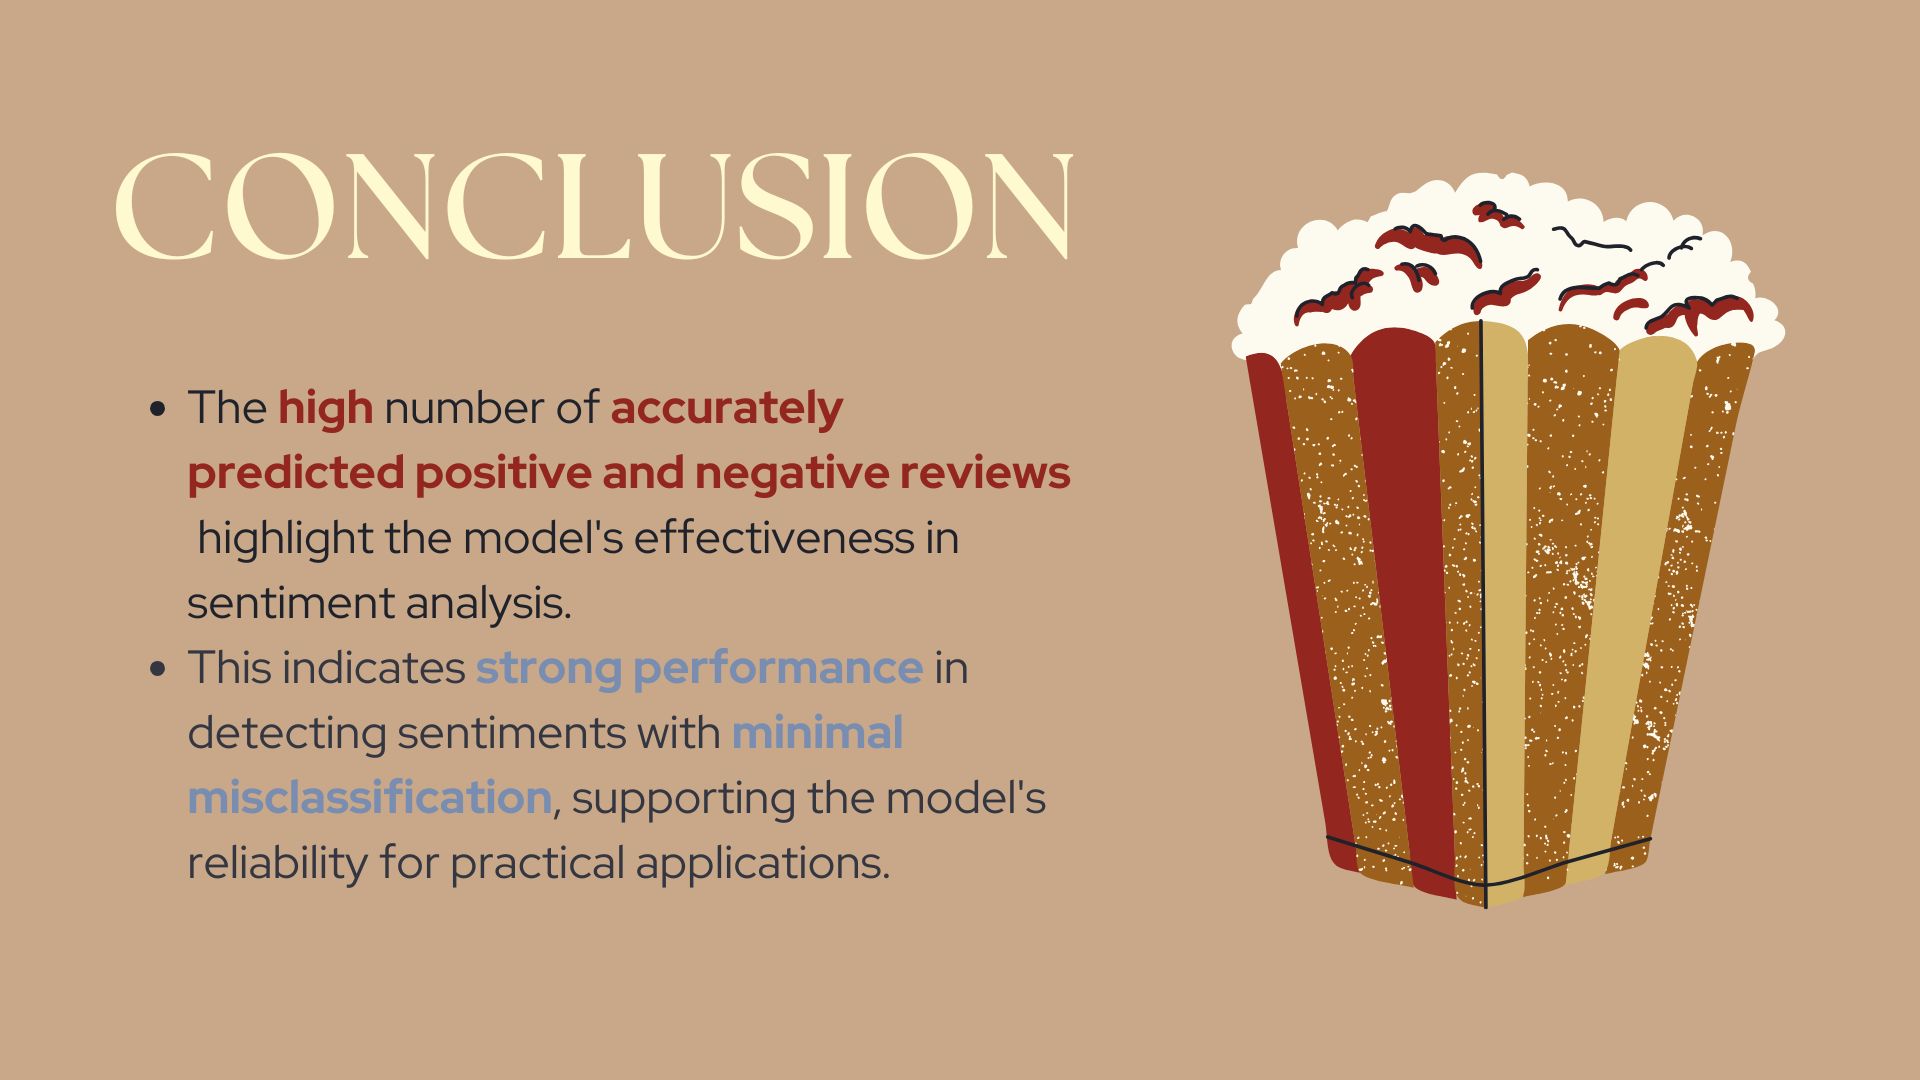 CONCLUSION
• The high number of accurately
predicted positive and negative reviews
highlight the model's effectiveness in
sentiment analysis.
• This indicates strong performance in
detecting sentiments with minimal
misclassification, supporting the model's
reliability for practical applications.